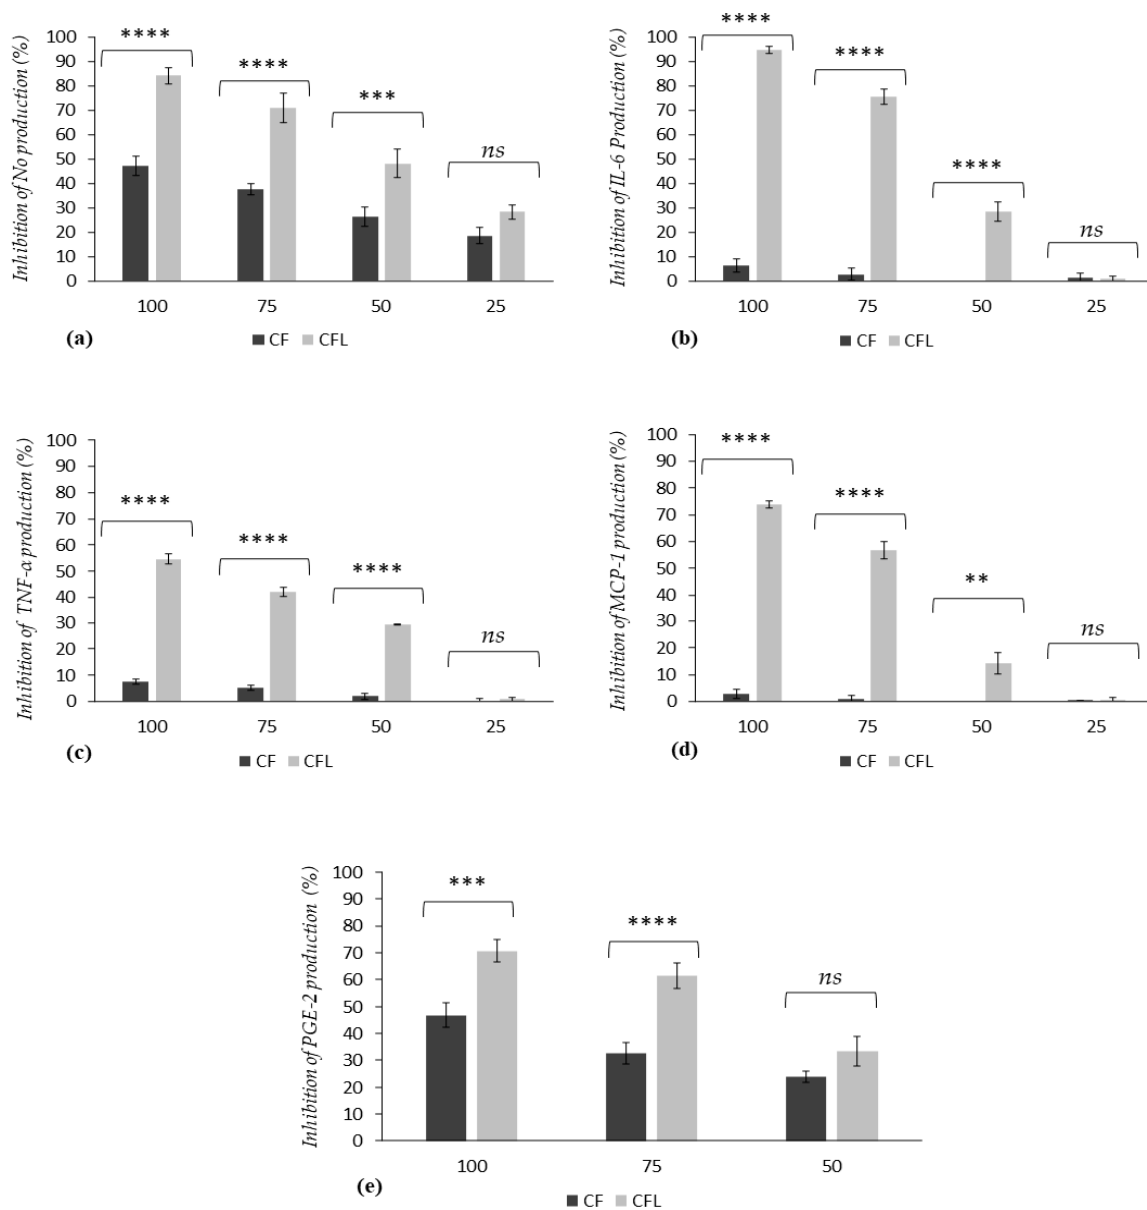 Inhibition of No production (%)
100
90
80
70
60
50
40
30
20
10
0
****
****
***
ns
100 75 50 25
(a)
CF CFL
Inhibition of IL-6 Production (%)
100
90
80
70
60
50
40
30
20
10
0
****
****
****
ns
100 75 50 25
(b)
CF CFL
Inhibition of TNF-α production (%)
100
90
80
70
60
50
40
30
20
10
0
****
****
****
ns
100 75 50 25
(c)
CF CFL
Inhibition of MCP-1 production (%)
100
90
80
70
60
50
40
30
20
10
0
****
****
**
ns
100 75 50 25
(d)
CF CFL
Inhibition of PGE-2 production (%)
100
90
80
70
60
50
40
30
20
10
0
***
****
ns
100 75 50
(e)
CF CFL